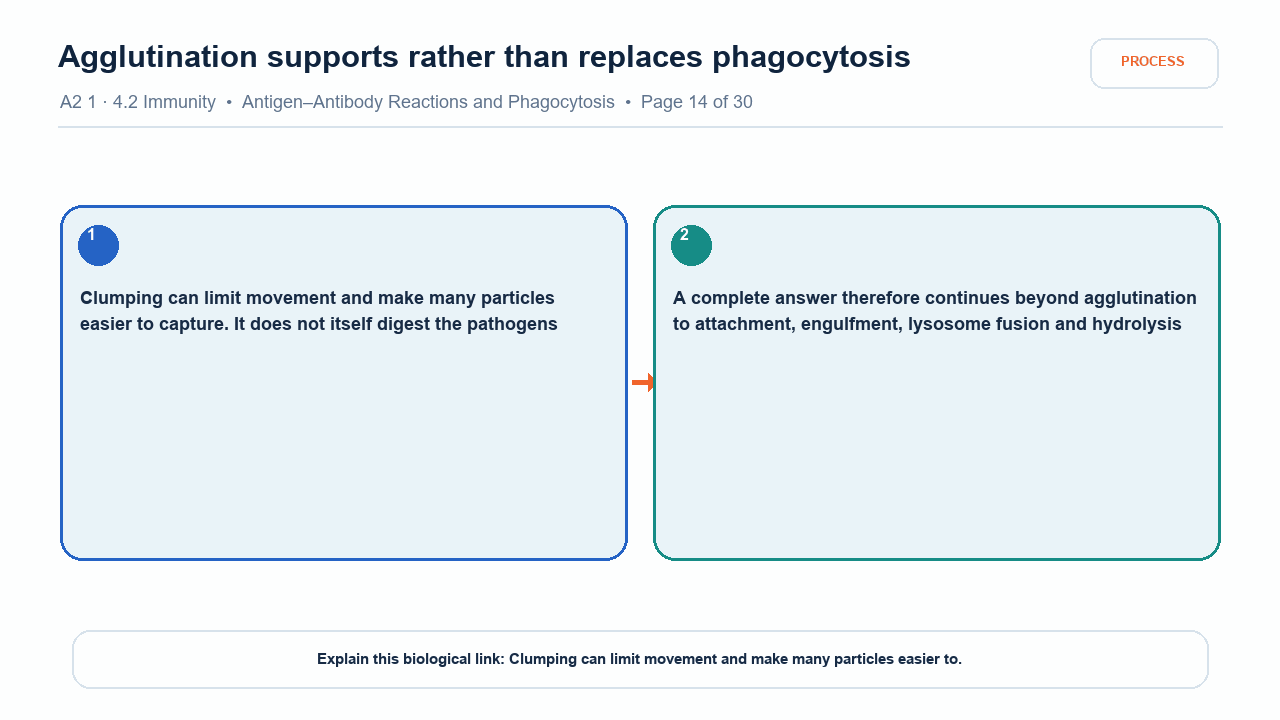 Agglutination supports rather than replaces phagocytosis
PROCESS
A2 1 · 4.2 Immunity • Antigen–Antibody Reactions and Phagocytosis • Page 14 of 30
1
Clumping can limit movement and make many particles
easier to capture. It does not itself digest the pathogens
2
A complete answer therefore continues beyond agglutination
to attachment, engulfment, lysosome fusion and hydrolysis
Explain this biological link: Clumping can limit movement and make many particles easier to.